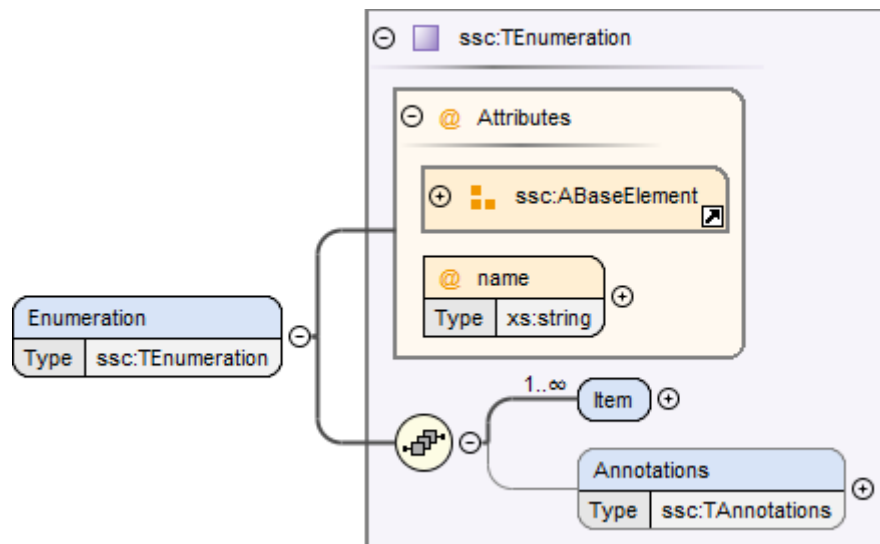 ssc:TEnumeration
@ Attributes
ssc:ABaseElement
@ name
Type xs:string
Enumeration
Type ssc:TEnumeration
1..∞
Item
Annotations
Type ssc:TAnnotations